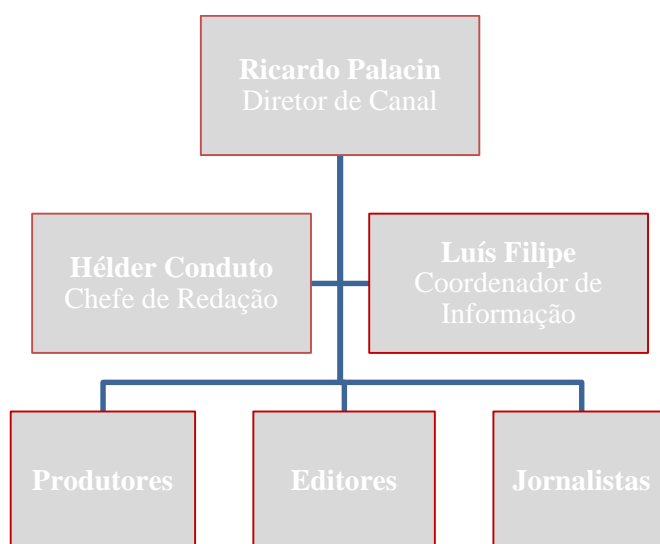 Ricardo Palacin
Diretor de Canal
Hélder Conduto
Chefe de Redação
Luís Filipe
Coordenador de
Informação
Produtores
Editores
Jornalistas